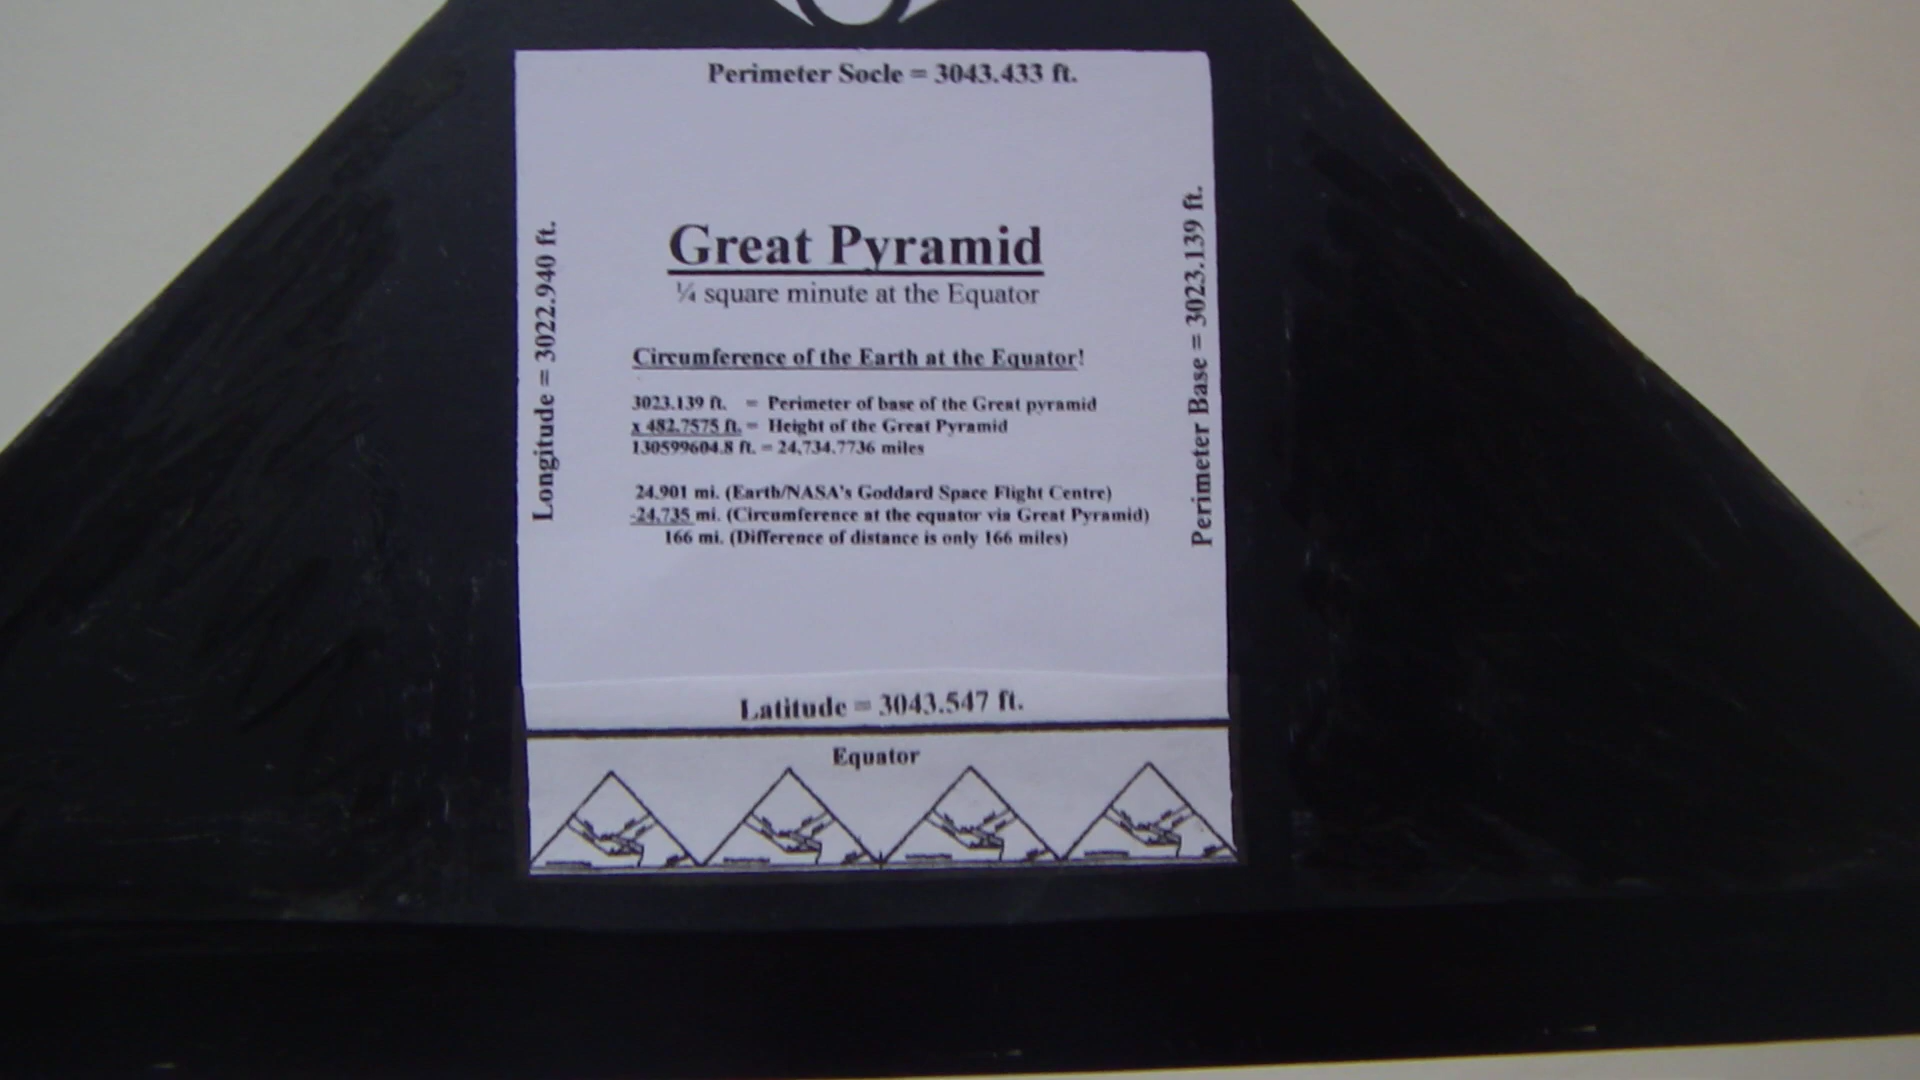 Perimeter Socle = 3043.433 ft.
Longitude = 3022.940 ft.
Perimeter Base = 3023.139 ft.
Great Pyramid
¼ square minute at the Equator
Circumference of the Earth at the Equator!
3023.139 ft. = Perimeter of base of the Great pyramid
x 482.7575 ft. = Height of the Great Pyramid
130599604.8 ft. = 24,734.7736 miles
24.901 mi. (Earth/NASA's Goddard Space Flight Centre)
-24,735 mi. (Circumference at the equator via Great Pyramid)
166 mi. (Difference of distance is only 166 miles)
Latitude = 3043.547 ft.
Equator